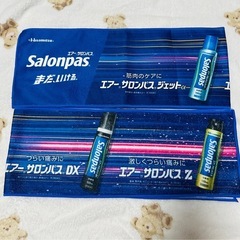 Hisamitsu
エアーサロンパス
Salonpas
まだ、いける。
筋肉のケアに
エアーサロンパスジェットα
Salonpas
つらい痛みに
エアーサロンパスDX
Salonpas
激しくつらい痛みに
エアーサロンパスZ
Salonpas